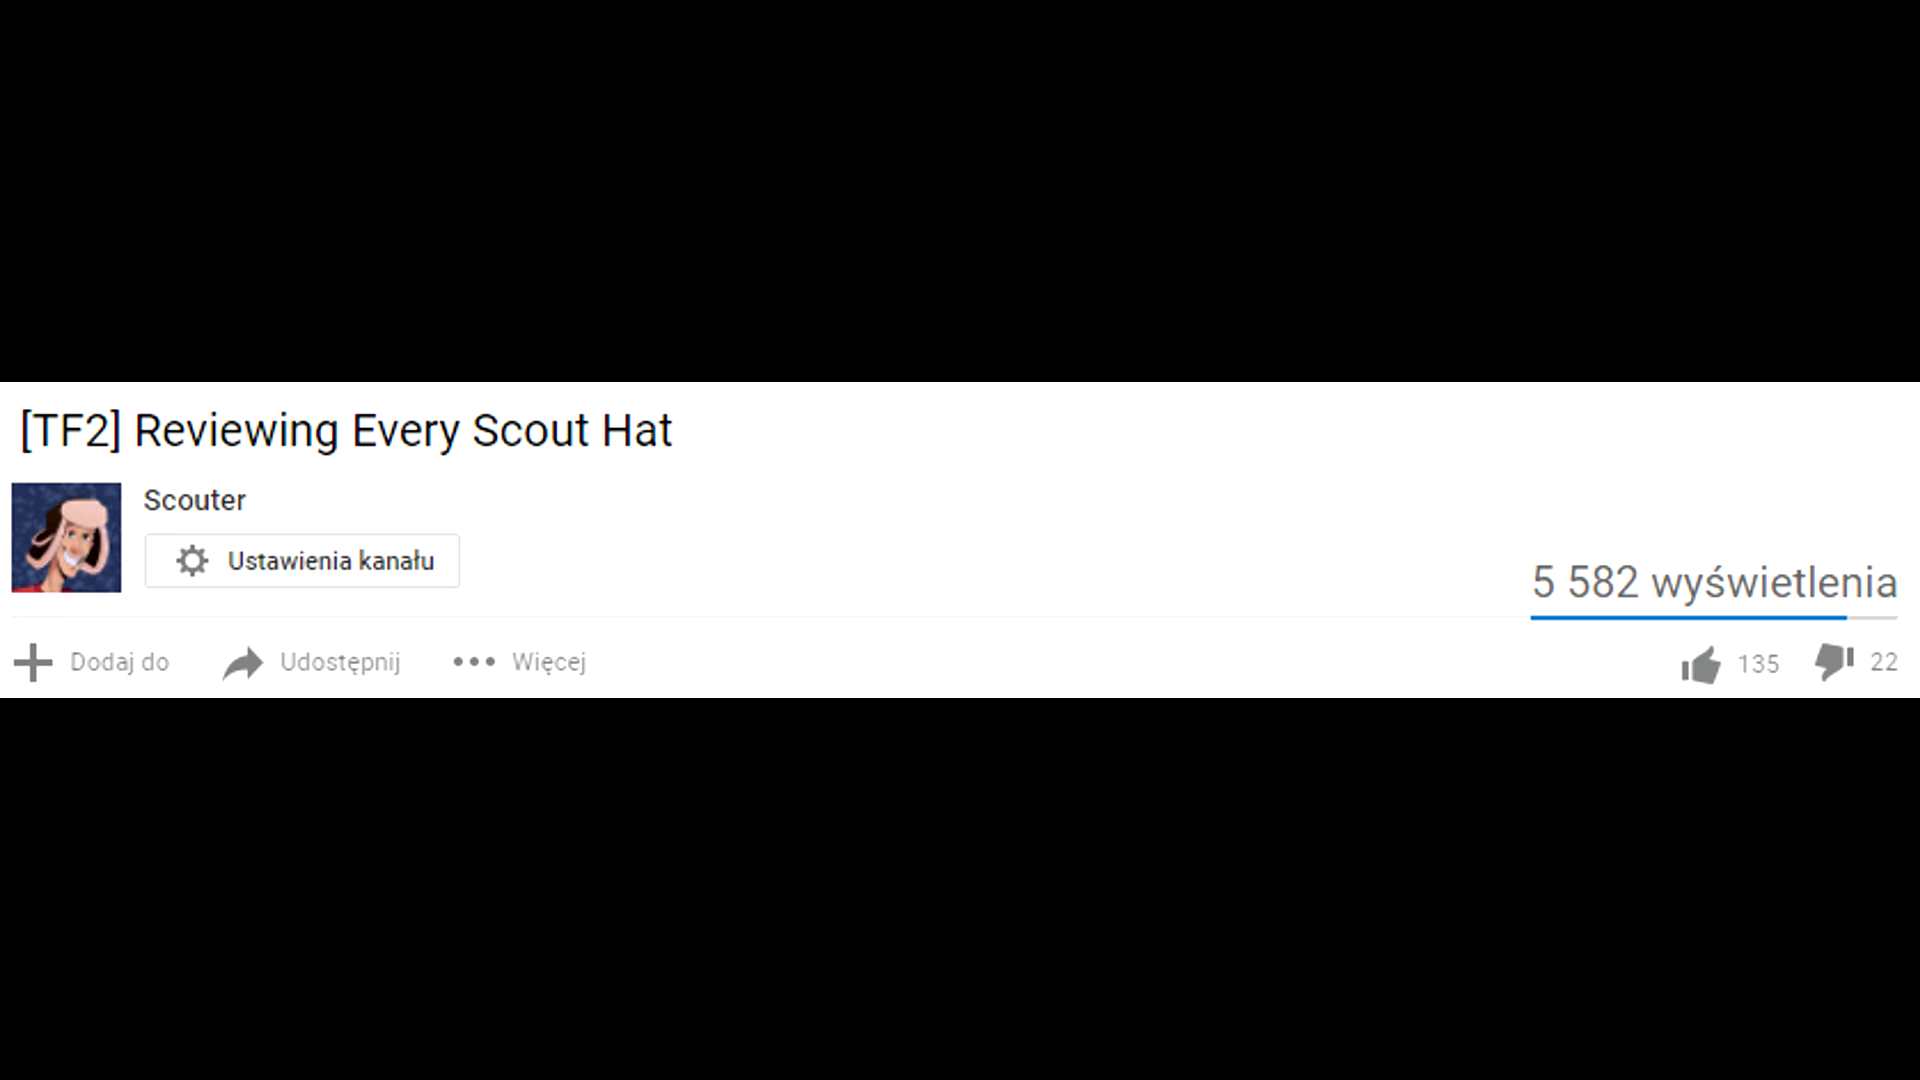 [TF2] Reviewing Every Scout Hat
Scouter
Ustawienia kanału
5 582 wyświetlenia
Dodaj do Udostępnij Więcej 135 22